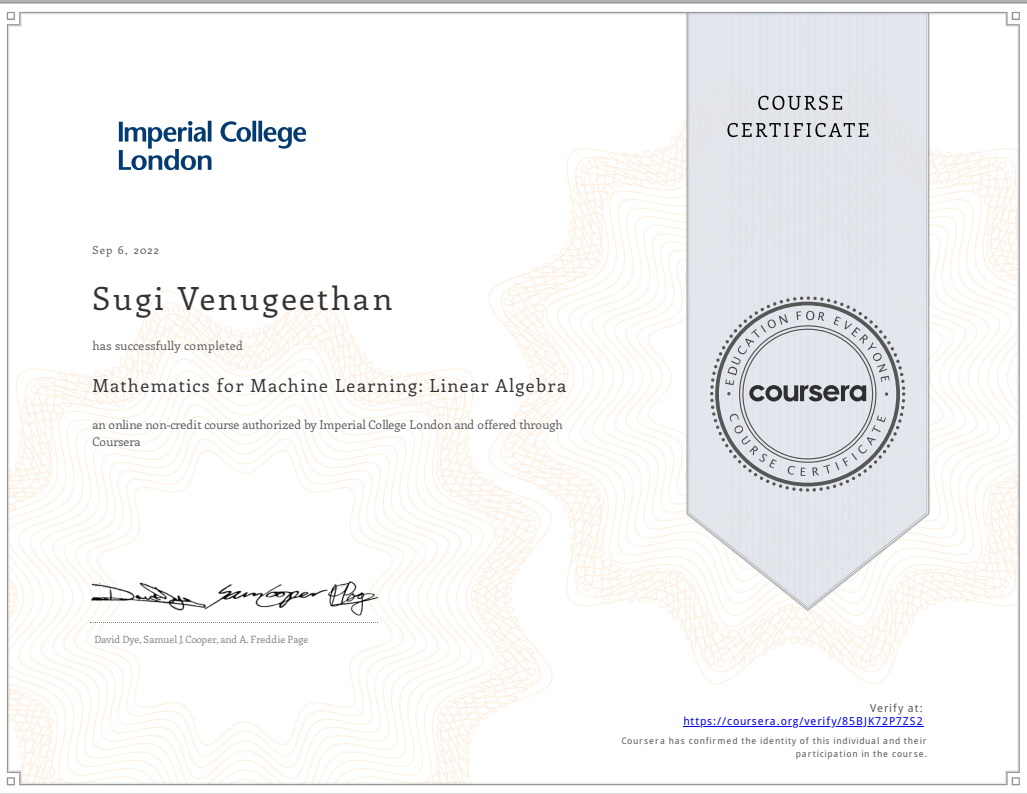 COURSE
CERTIFICATE
Imperial College
London
Sep 6, 2022
Sugi Venugeethan
has successfully completed
Mathematics for Machine Learning: Linear Algebra
an online non-credit course authorized by Imperial College London and offered through
Coursera
EDUCATION FOR EVERYONE
coursera
COURSE CERTIFICATE
David Dye, Samuel J. Cooper, and A. Freddie Page
Verify at:
https://coursera.org/verify/85BJK72P7ZS2
Coursera has confirmed the identity of this individual and their
participation in the course.